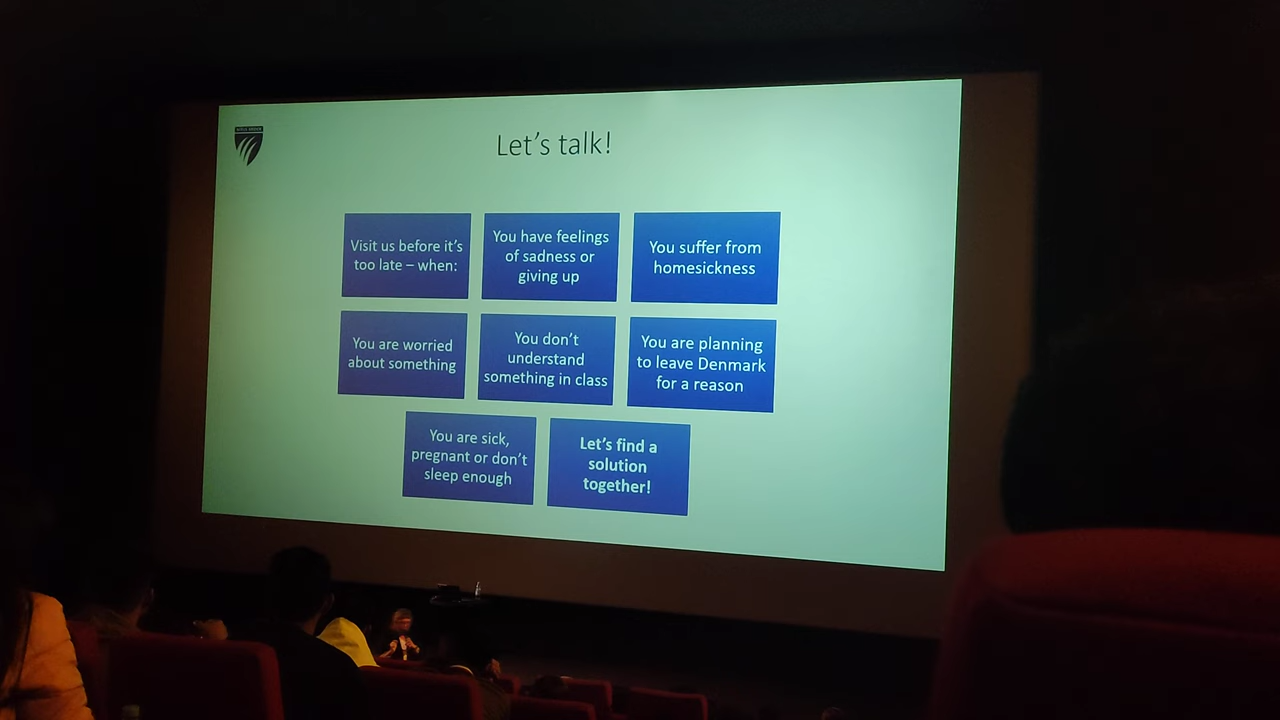 Let's talk!
Visit us before it's
too late – when:
You have feelings
of sadness or
giving up
You suffer from
homesickness
You are worried
about something
You don't
understand
something in class
You are planning
to leave Denmark
for a reason
You are sick,
pregnant or don't
sleep enough
Let's find a
solution
together!